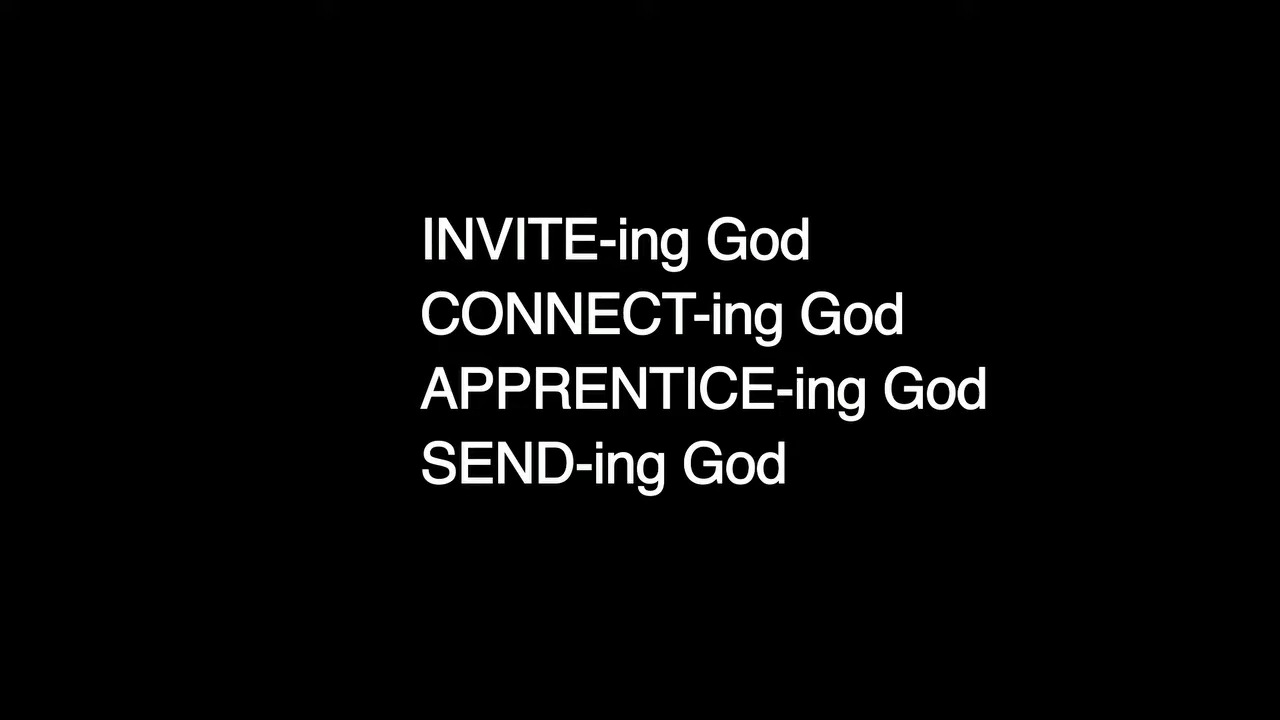 INVITE-ing God
CONNECT-ing God
APPRENTICE-ing God
SEND-ing God